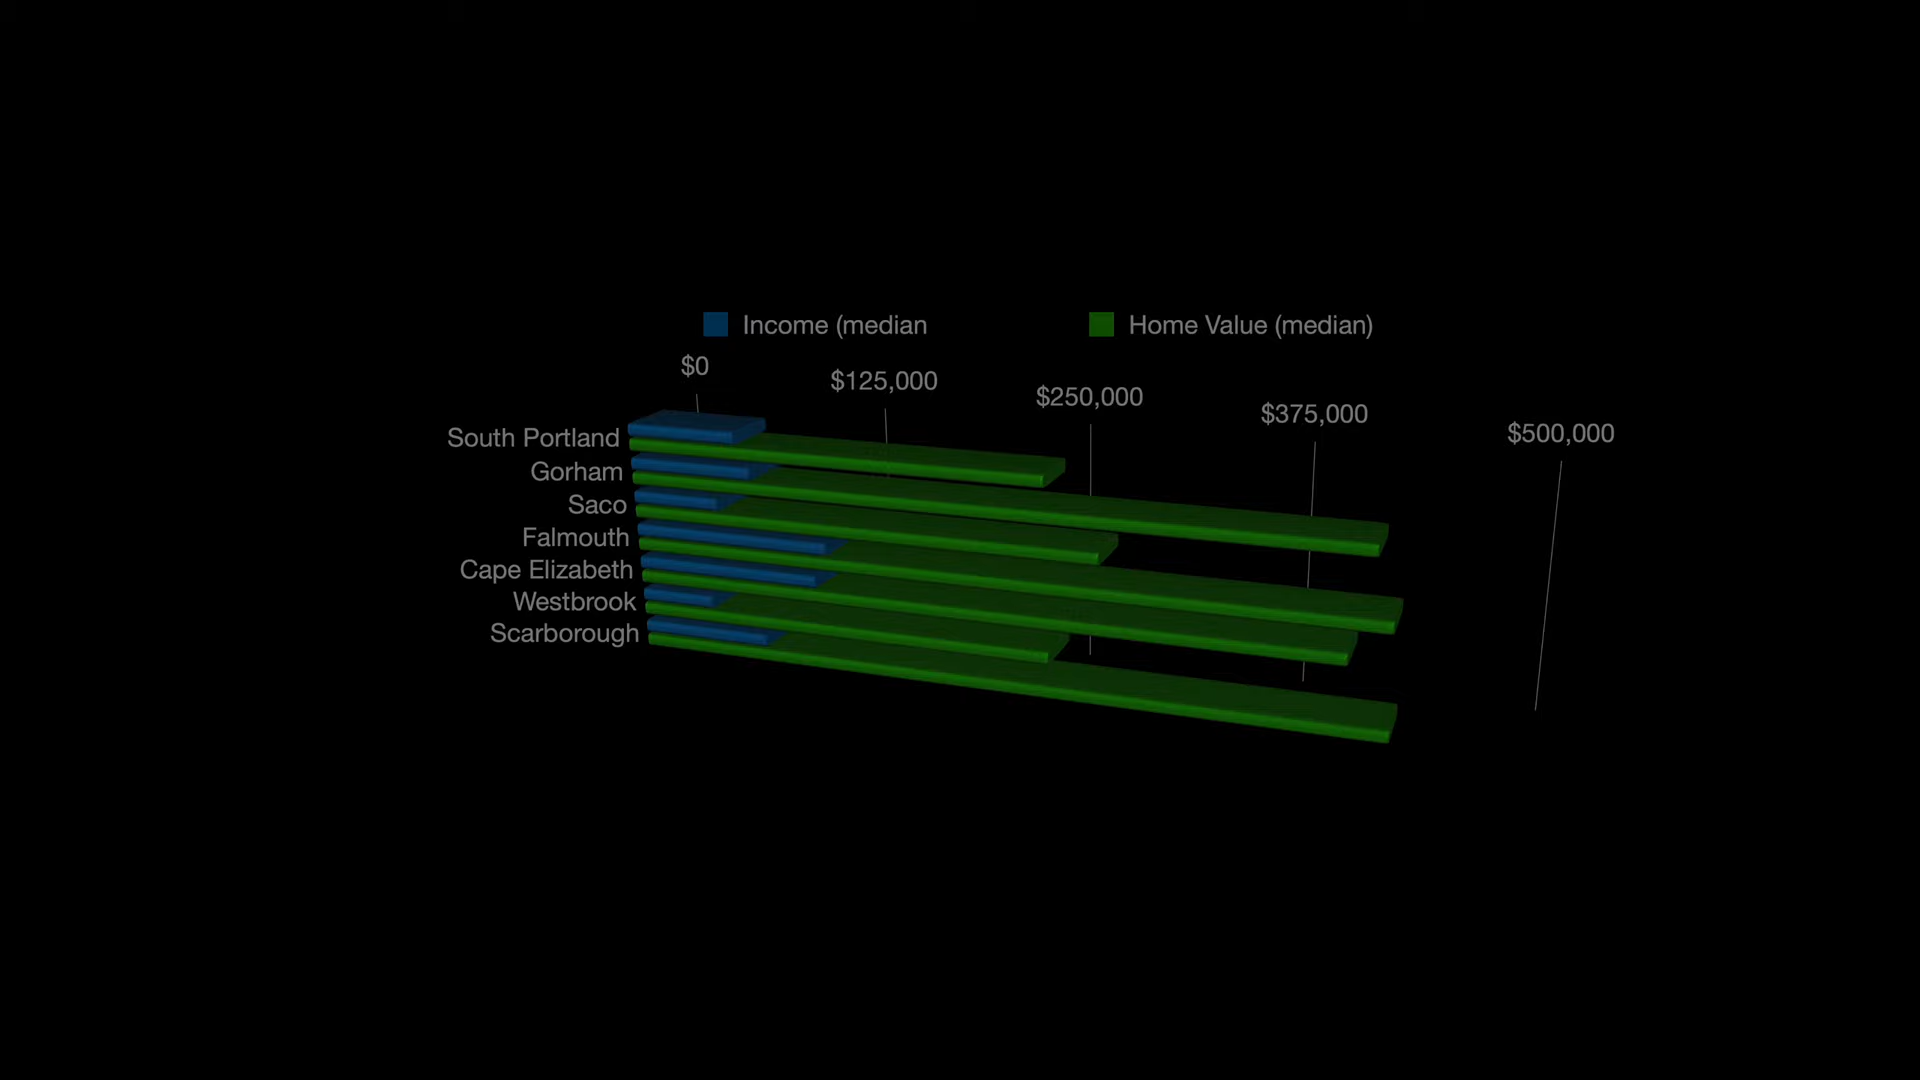 Income (median
Home Value (median)
$0
$125,000
$250,000
$375,000
$500,000
South Portland
Gorham
Saco
Falmouth
Cape Elizabeth
Westbrook
Scarborough